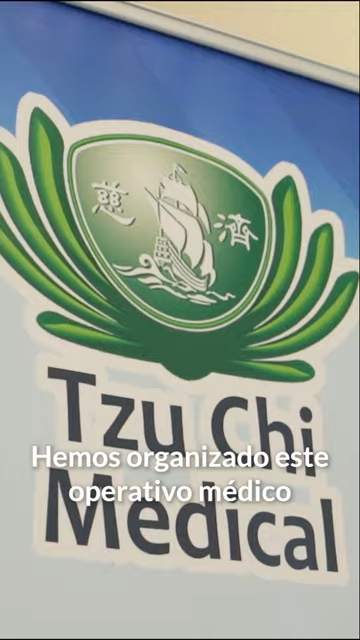 慈 濟
Tzu Chi
Medical
Hemos organizado este
operativo médico